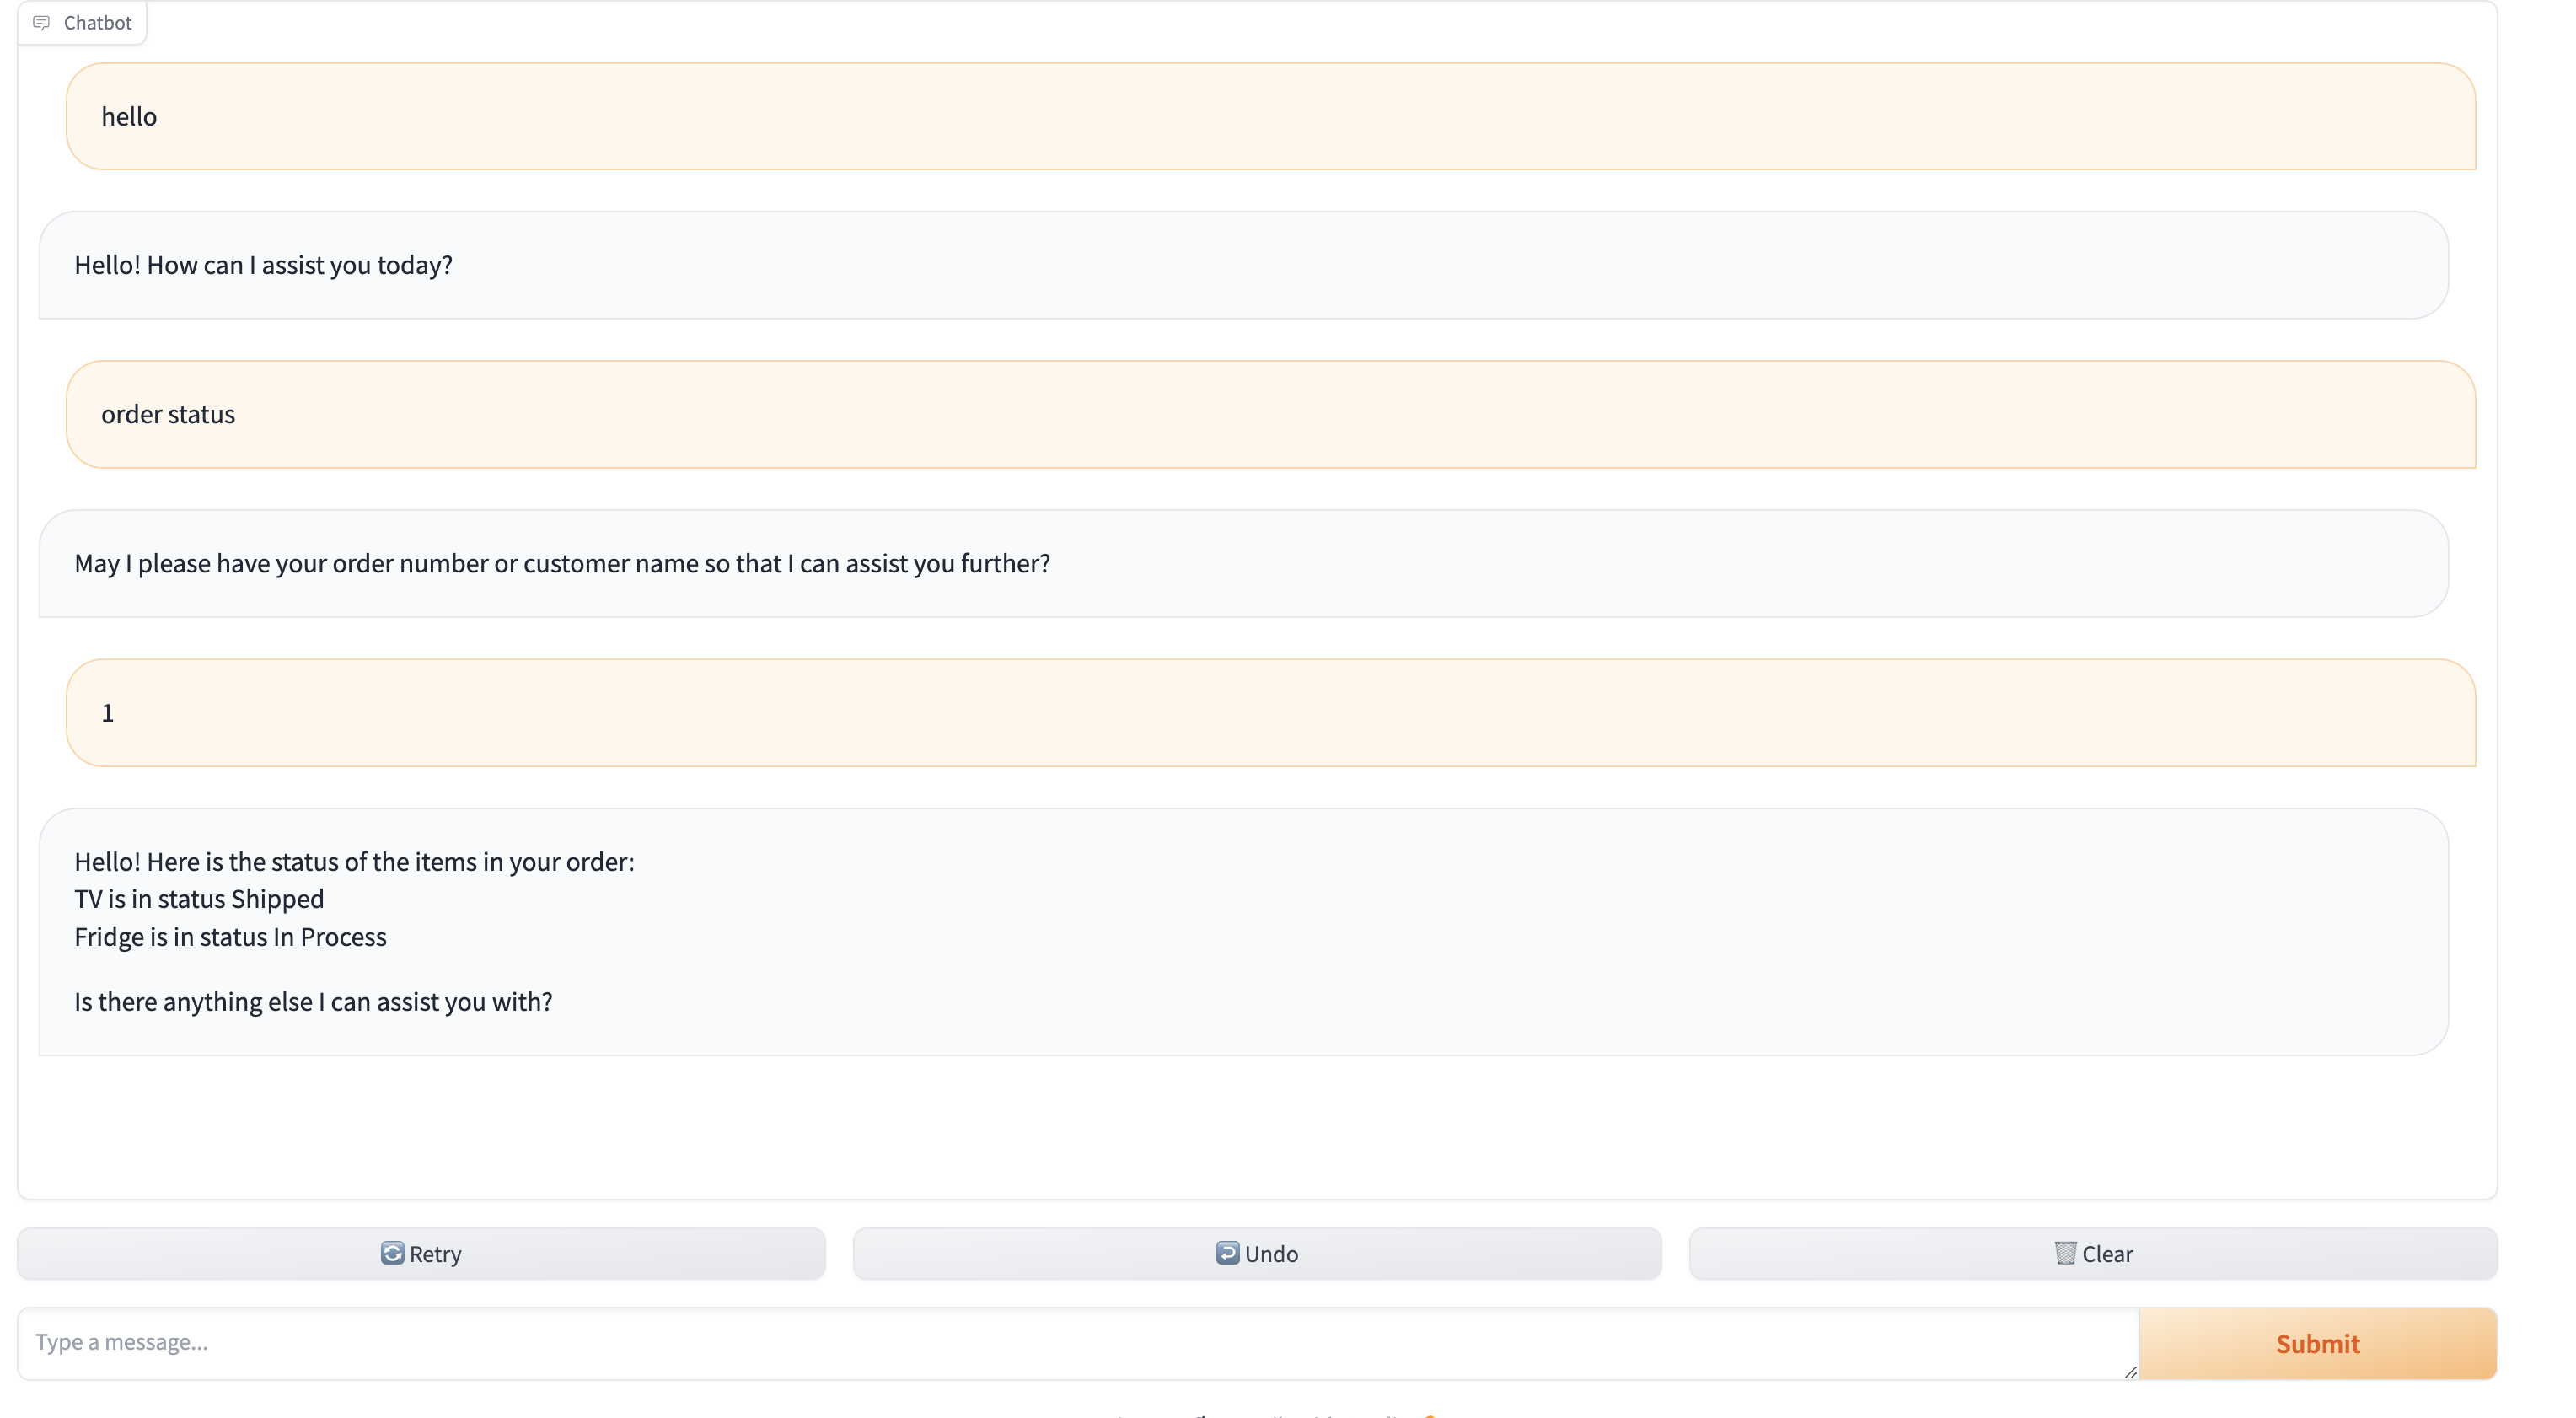 Chatbot
hello
Hello! How can I assist you today?
order status
May I please have your order number or customer name so that I can assist you further?
1
Hello! Here is the status of the items in your order:
TV is in status Shipped
Fridge is in status In Process
Is there anything else I can assist you with?
Retry
Undo
Clear
Type a message...
Submit